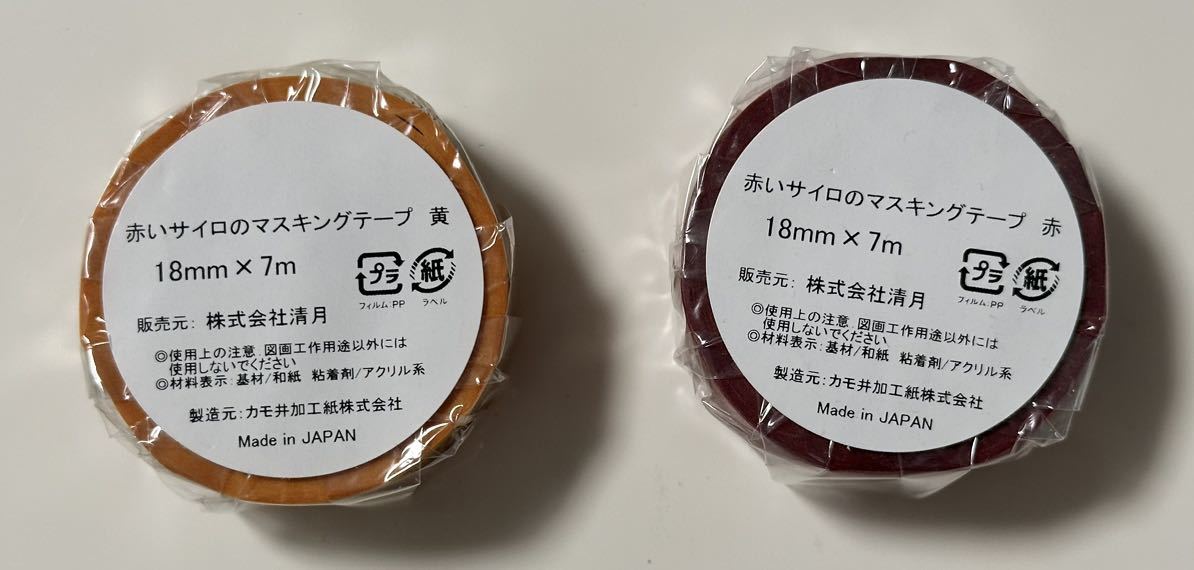 赤いサイロのマスキングテープ 黄
18mm×7m
プラ
フィルム:PP
紙
ラベル
販売元: 株式会社清月
◎使用上の注意 図画工作用途以外には
使用しないでください
◎材料表示:基材/和紙 粘着剤/アクリル系
製造元:カモ井加工紙株式会社
Made in JAPAN
赤いサイロのマスキングテープ 赤
18mm×7m
プラ
フィルム:PP
紙
ラベル
販売元: 株式会社清月
◎使用上の注意 図画工作用途以外には
使用しないでください
◎材料表示:基材/和紙 粘着剤/アクリル系
製造元:カモ井加工紙株式会社
Made in JAPAN